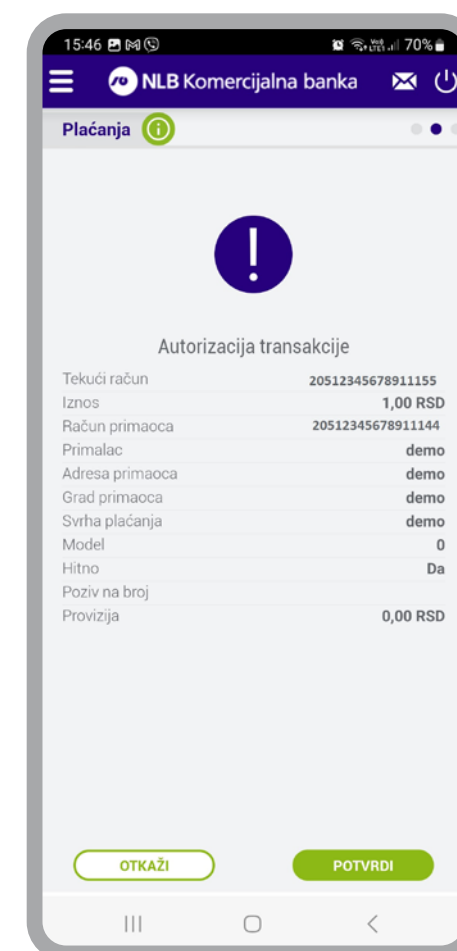 15:46 70%
NLB Komercijalna banka
Plaćanja
Autorizacija transakcije
Tekući račun 20512345678911155
Iznos 1,00 RSD
Račun primaoca 20512345678911144
Primalac demo
Adresa primaoca demo
Grad primaoca demo
Svrha plaćanja demo
Model 0
Hitno Da
Poziv na broj
Provizija 0,00 RSD
OTKAŽI POTVRDI